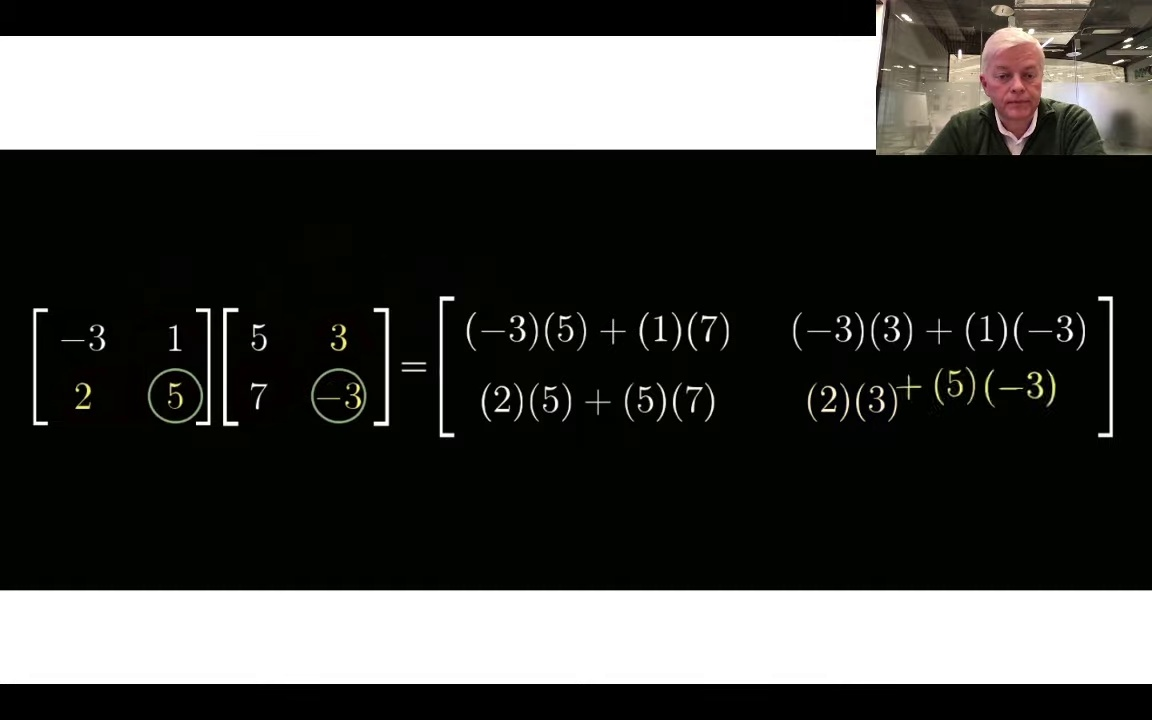 −3 1 5 3 (−3)(5) + (1)(7) (−3)(3) + (1)(−3)
=
2 5 7 −3 (2)(5) + (5)(7) (2)(3) + (5)(−3)